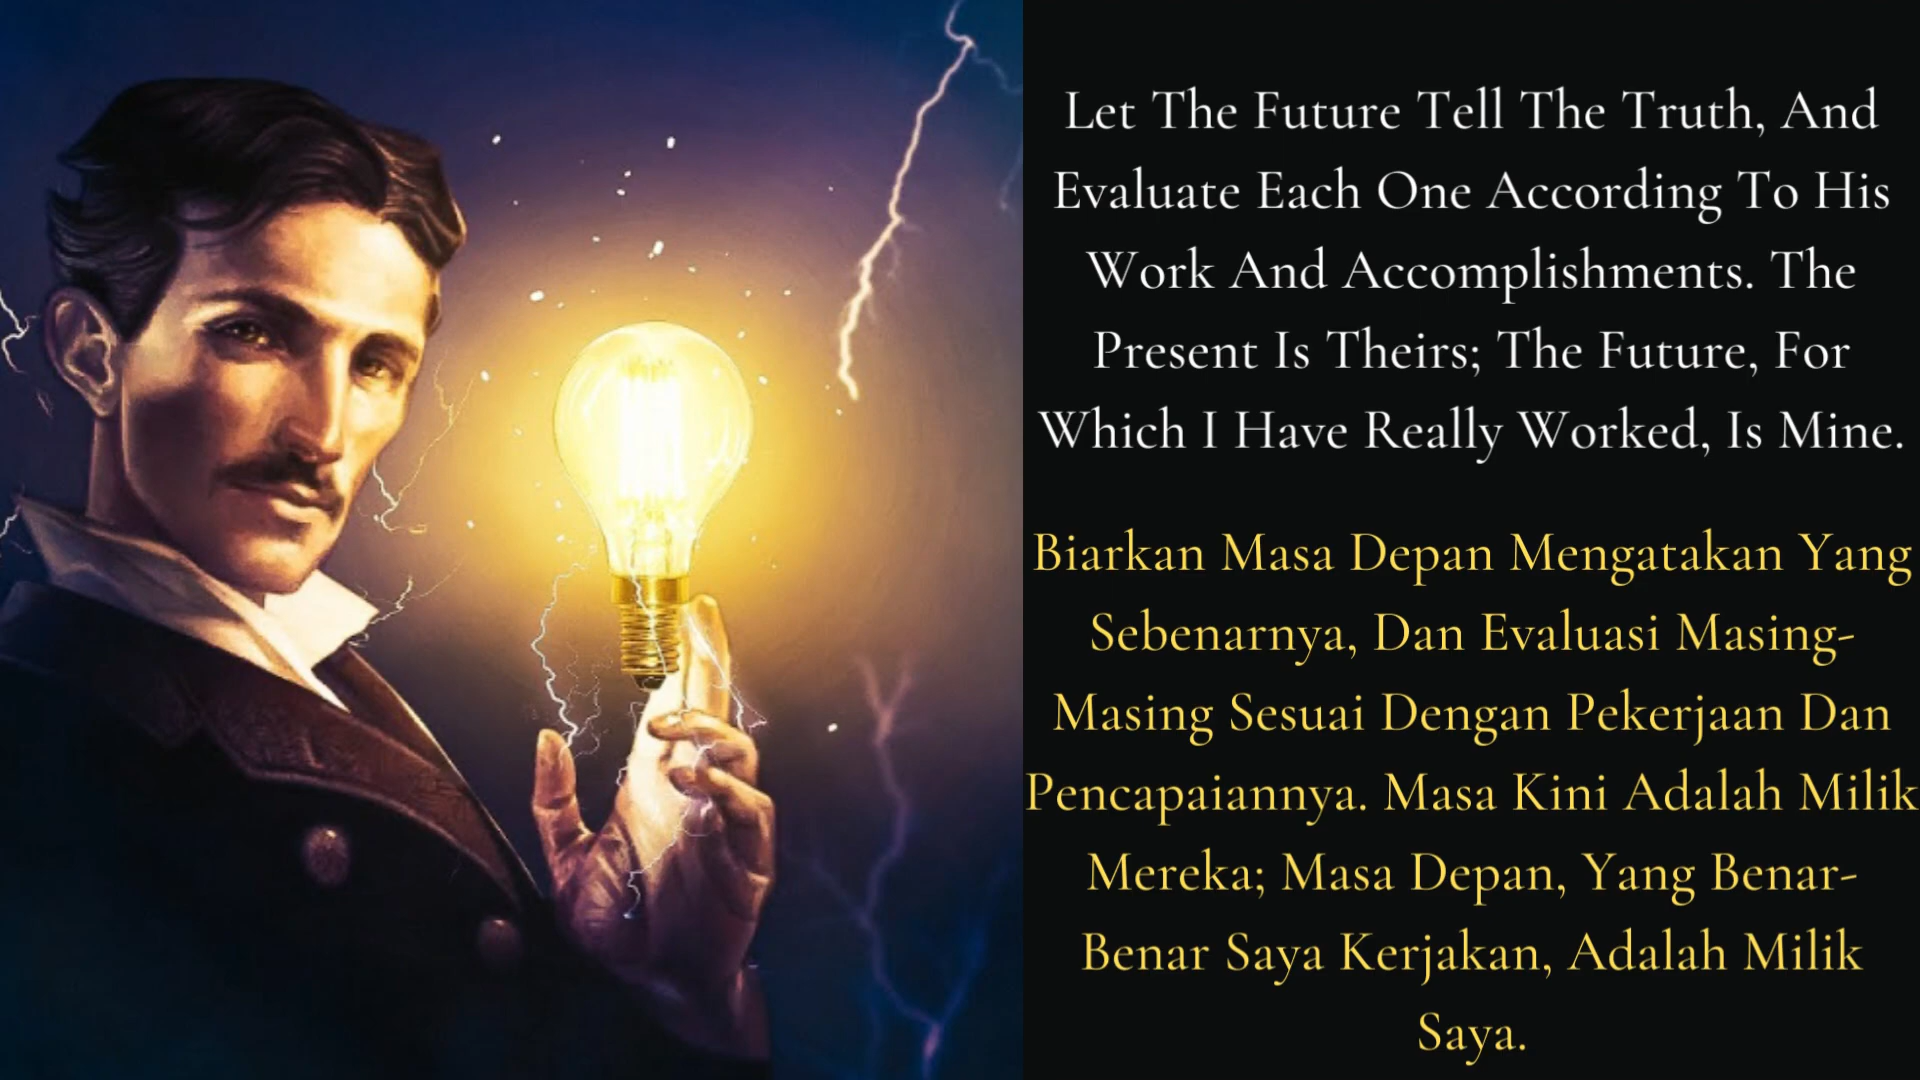 Let The Future Tell The Truth, And
Evaluate Each One According To His
Work And Accomplishments. The
Present Is Theirs; The Future, For
Which I Have Really Worked, Is Mine.
Biarkan Masa Depan Mengatakan Yang
Sebenarnya, Dan Evaluasi Masing-
Masing Sesuai Dengan Pekerjaan Dan
Pencapaiannya. Masa Kini Adalah Milik
Mereka; Masa Depan, Yang Benar-
Benar Saya Kerjakan, Adalah Milik
Saya.